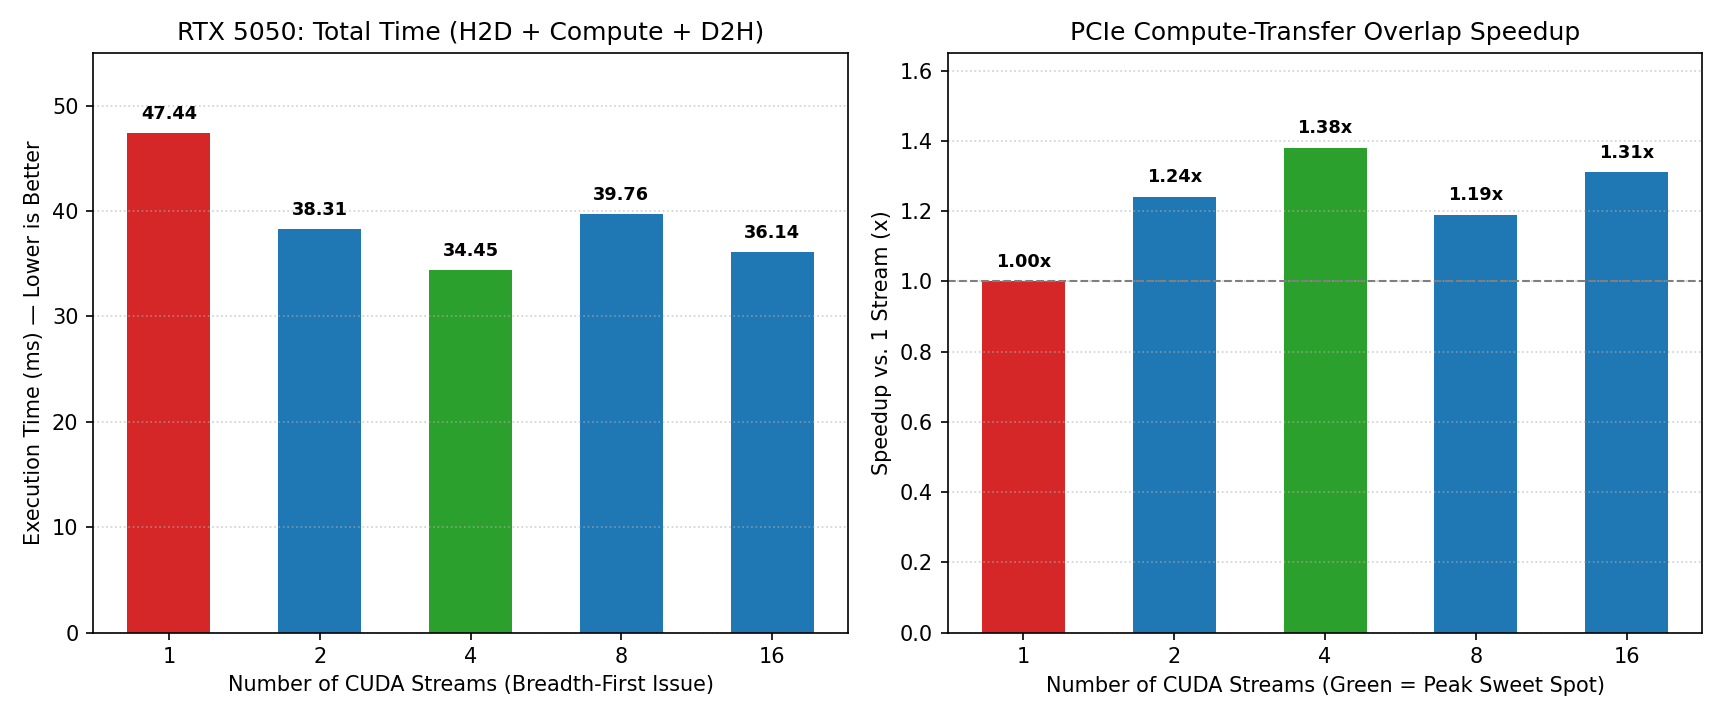 RTX 5050: Total Time (H2D + Compute + D2H)
Execution Time (ms) — Lower is Better
50
40
30
20
10
0
47.44
38.31
34.45
39.76
36.14
1 2 4 8 16
Number of CUDA Streams (Breadth-First Issue)
PCIe Compute-Transfer Overlap Speedup
Speedup vs. 1 Stream (x)
1.6
1.4
1.2
1.0
0.8
0.6
0.4
0.2
0.0
1.00x
1.24x
1.38x
1.19x
1.31x
1 2 4 8 16
Number of CUDA Streams (Green = Peak Sweet Spot)